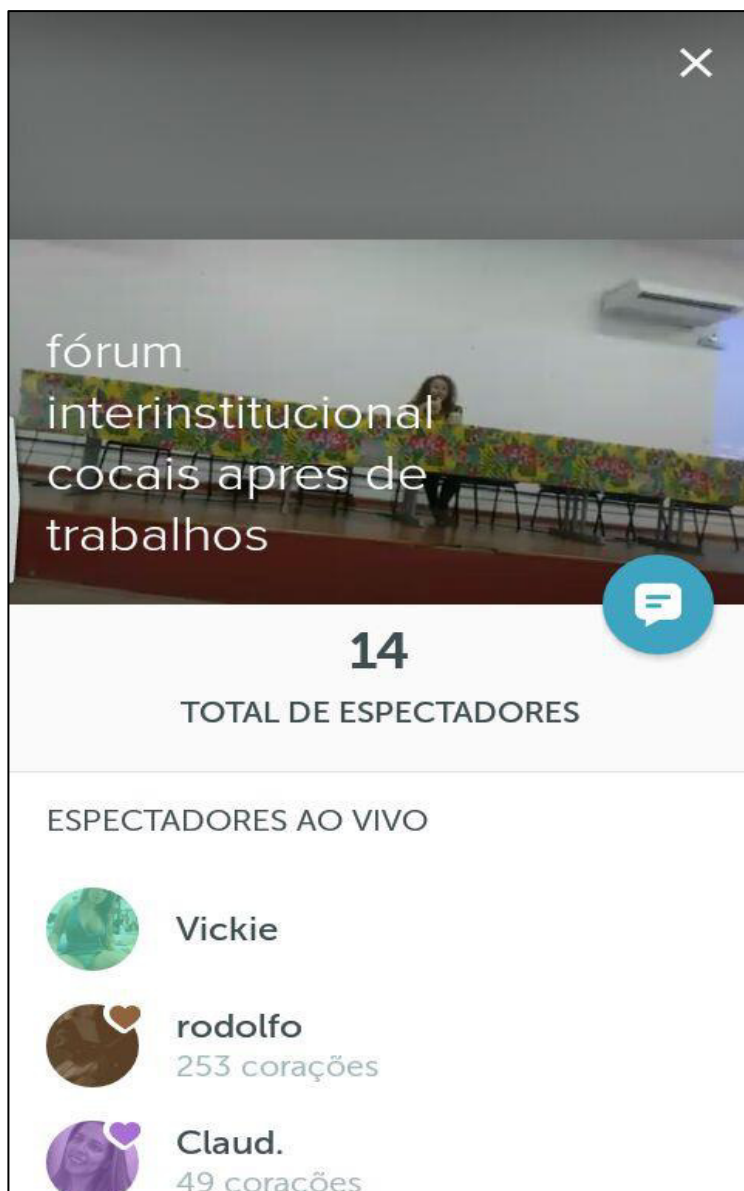 fórum
interinstitucional
cocais apres de
trabalhos
14
TOTAL DE ESPECTADORES
ESPECTADORES AO VIVO
Vickie
rodolfo
253 corações
Claud.
49 corações